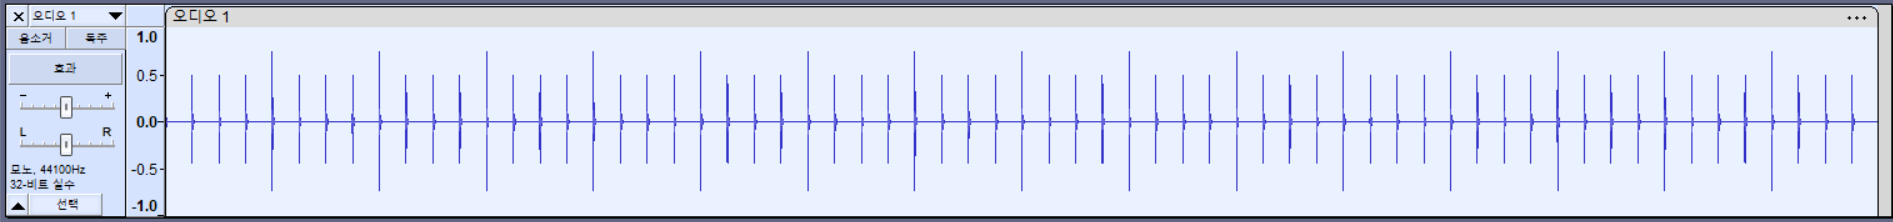 × 오디오 1 ▼
오디오 1 ...
음소거 독주
효과
- +
L R
모노, 44100Hz
32-비트 실수
▲ 선택
1.0
0.5-
0.0-
-0.5-
-1.0